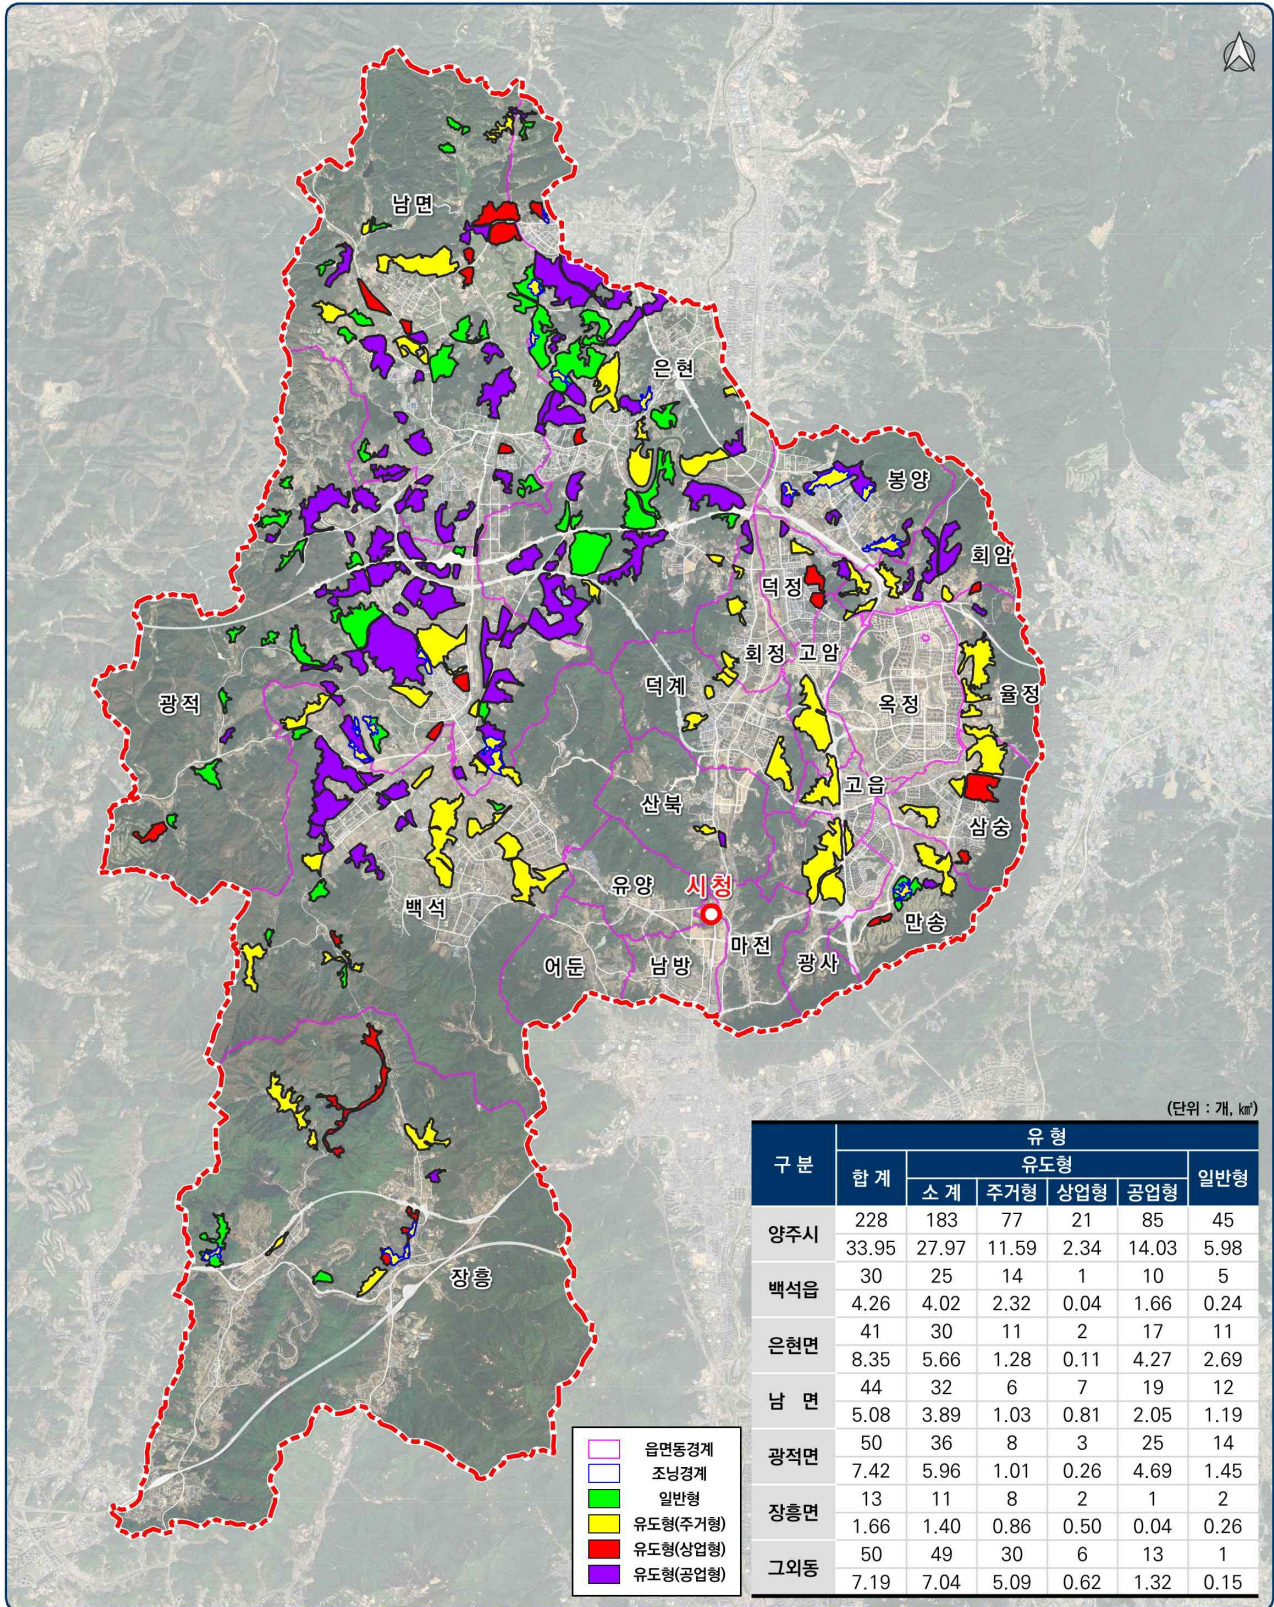 남면
은현
봉양
회암
덕정
회정 고암
덕계
광적
옥정
율정
고읍
산북
삼숭
유양
시청
백석
만송
마전
어둔
남방
광사
장흥
(단위 : 개, ㎢)
구 분 유 형
합 계 유도형 일반형
소 계 주거형 상업형 공업형
양주시 228 183 77 21 85 45
33.95 27.97 11.59 2.34 14.03 5.98
백석읍 30 25 14 1 10 5
4.26 4.02 2.32 0.04 1.66 0.24
은현면 41 30 11 2 17 11
8.35 5.66 1.28 0.11 4.27 2.69
남 면 44 32 6 7 19 12
5.08 3.89 1.03 0.81 2.05 1.19
광적면 50 36 8 3 25 14
7.42 5.96 1.01 0.26 4.69 1.45
장흥면 13 11 8 2 1 2
1.66 1.40 0.86 0.50 0.04 0.26
그외동 50 49 30 6 13 1
7.19 7.04 5.09 0.62 1.32 0.15
읍면동경계
조닝경계
일반형
유도형(주거형)
유도형(상업형)
유도형(공업형)